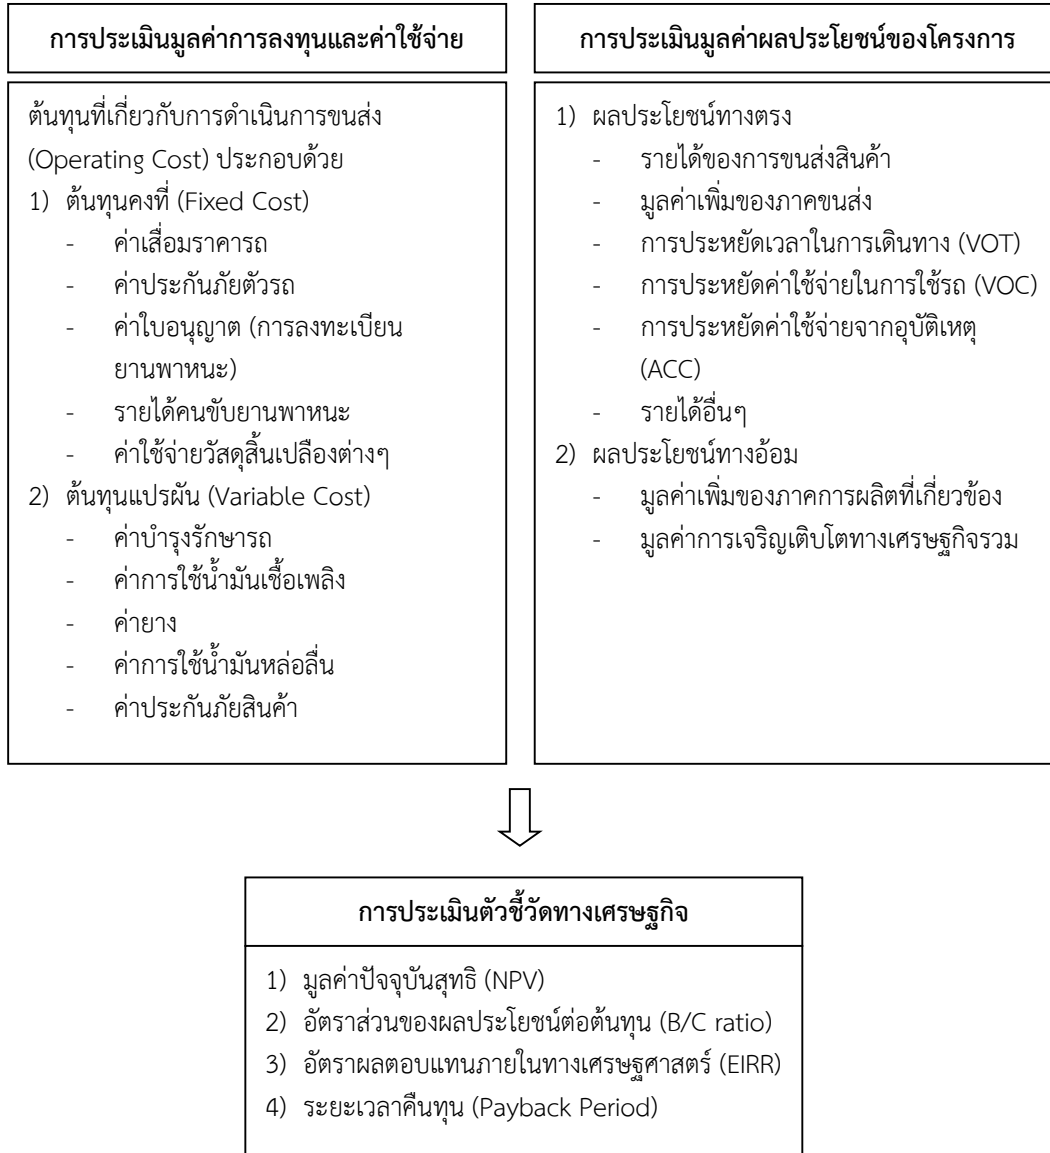 การประเมินมูลค่าการลงทุนและค่าใช้จ่าย
ต้นทุนที่เกี่ยวกับการดำเนินการขนส่ง
(Operating Cost) ประกอบด้วย
1) ต้นทุนคงที่ (Fixed Cost)
- ค่าเสื่อมราคารถ
- ค่าประกันภัยตัวรถ
- ค่าใบอนุญาต (การลงทะเบียน
ยานพาหนะ)
- รายได้คนขับยานพาหนะ
- ค่าใช้จ่ายวัสดุสิ้นเปลืองต่างๆ
2) ต้นทุนแปรผัน (Variable Cost)
- ค่าบำรุงรักษารถ
- ค่าการใช้น้ำมันเชื้อเพลิง
- ค่ายาง
- ค่าการใช้น้ำมันหล่อลื่น
- ค่าประกันภัยสินค้า
การประเมินมูลค่าผลประโยชน์ของโครงการ
1) ผลประโยชน์ทางตรง
- รายได้ของการขนส่งสินค้า
- มูลค่าเพิ่มของภาคขนส่ง
- การประหยัดเวลาในการเดินทาง (VOT)
- การประหยัดค่าใช้จ่ายในการใช้รถ (VOC)
- การประหยัดค่าใช้จ่ายจากอุบัติเหตุ
(ACC)
- รายได้อื่นๆ
2) ผลประโยชน์ทางอ้อม
- มูลค่าเพิ่มของภาคการผลิตที่เกี่ยวข้อง
- มูลค่าการเจริญเติบโตทางเศรษฐกิจรวม
การประเมินตัวชี้วัดทางเศรษฐกิจ
1) มูลค่าปัจจุบันสุทธิ (NPV)
2) อัตราส่วนของผลประโยชน์ต่อต้นทุน (B/C ratio)
3) อัตราผลตอบแทนภายในทางเศรษฐศาสตร์ (EIRR)
4) ระยะเวลาคืนทุน (Payback Period)